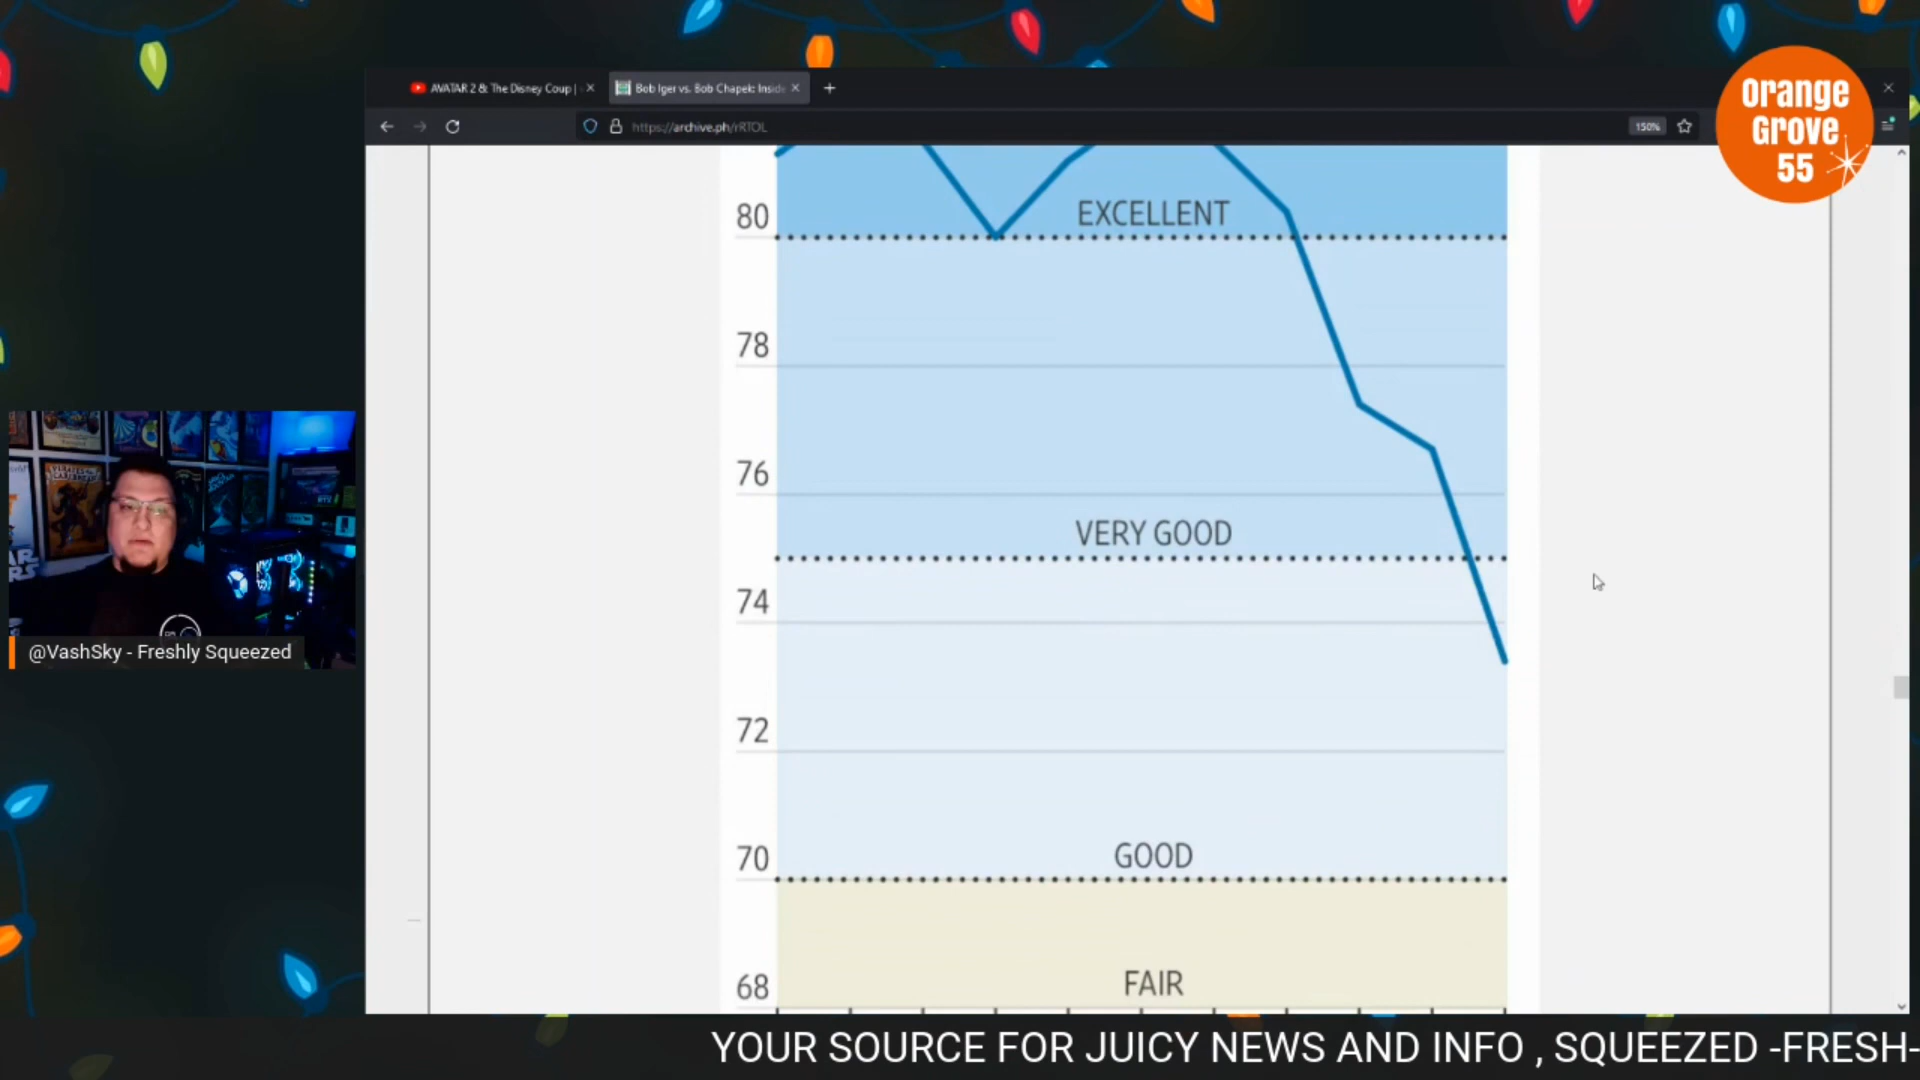 AVATAR 2 & The Disney Coup |
Bob Iger vs. Bob Chapek: Inside
https://archive.ph/rRTOL
150%
Orange
Grove
55
80
EXCELLENT
78
76
VERY GOOD
74
72
70
GOOD
68
FAIR
@VashSky - Freshly Squeezed
YOUR SOURCE FOR JUICY NEWS AND INFO , SQUEEZED -FRESH-